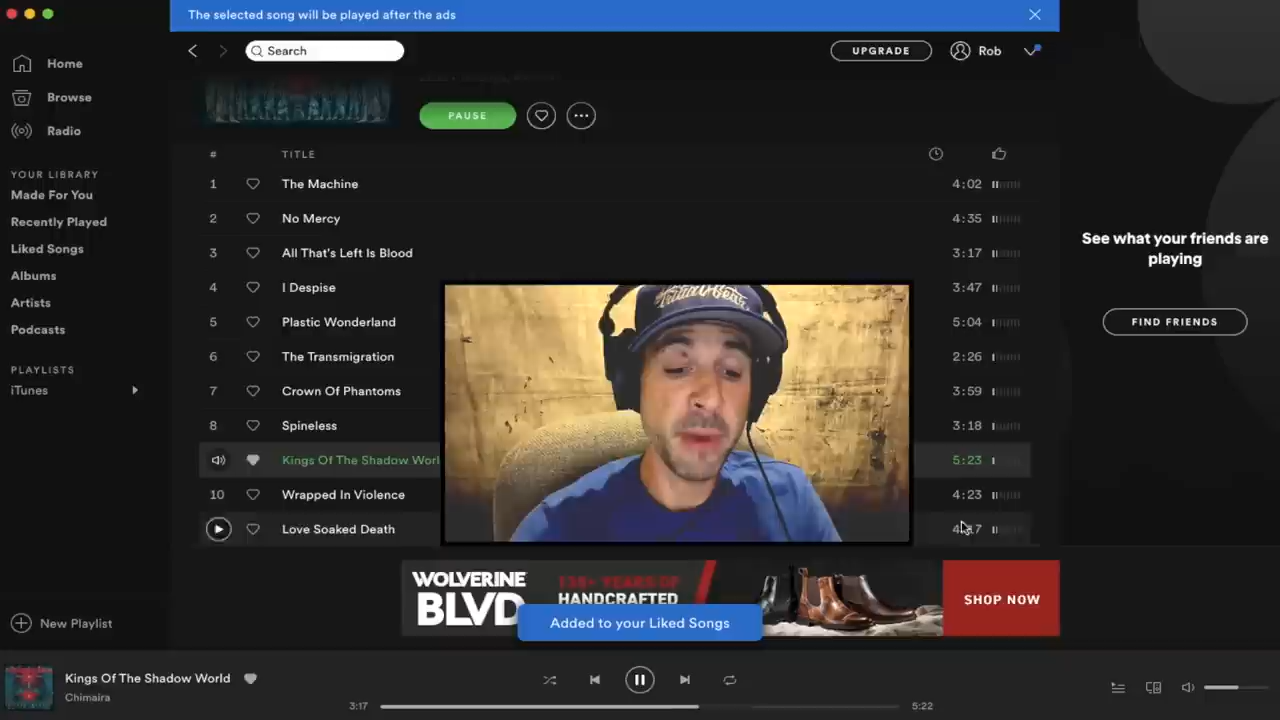 The selected song will be played after the ads
Search
UPGRADE
Rob
Home
Browse
Radio
YOUR LIBRARY
Made For You
Recently Played
Liked Songs
Albums
Artists
Podcasts
PLAYLISTS
iTunes
New Playlist
PAUSE
# TITLE
1 The Machine 4:02
2 No Mercy 4:35
3 All That's Left Is Blood 3:17
4 I Despise 3:47
5 Plastic Wonderland 5:04
6 The Transmigration 2:26
7 Crown Of Phantoms 3:59
8 Spineless 3:18
Kings Of The Shadow Worl 5:23
10 Wrapped In Violence 4:23
Love Soaked Death
See what your friends are
playing
FIND FRIENDS
WOLVERINE
BLVD
YEARS OF
HANDCRAFTED
SHOP NOW
Added to your Liked Songs
Kings Of The Shadow World
Chimaira
3:17
5:22